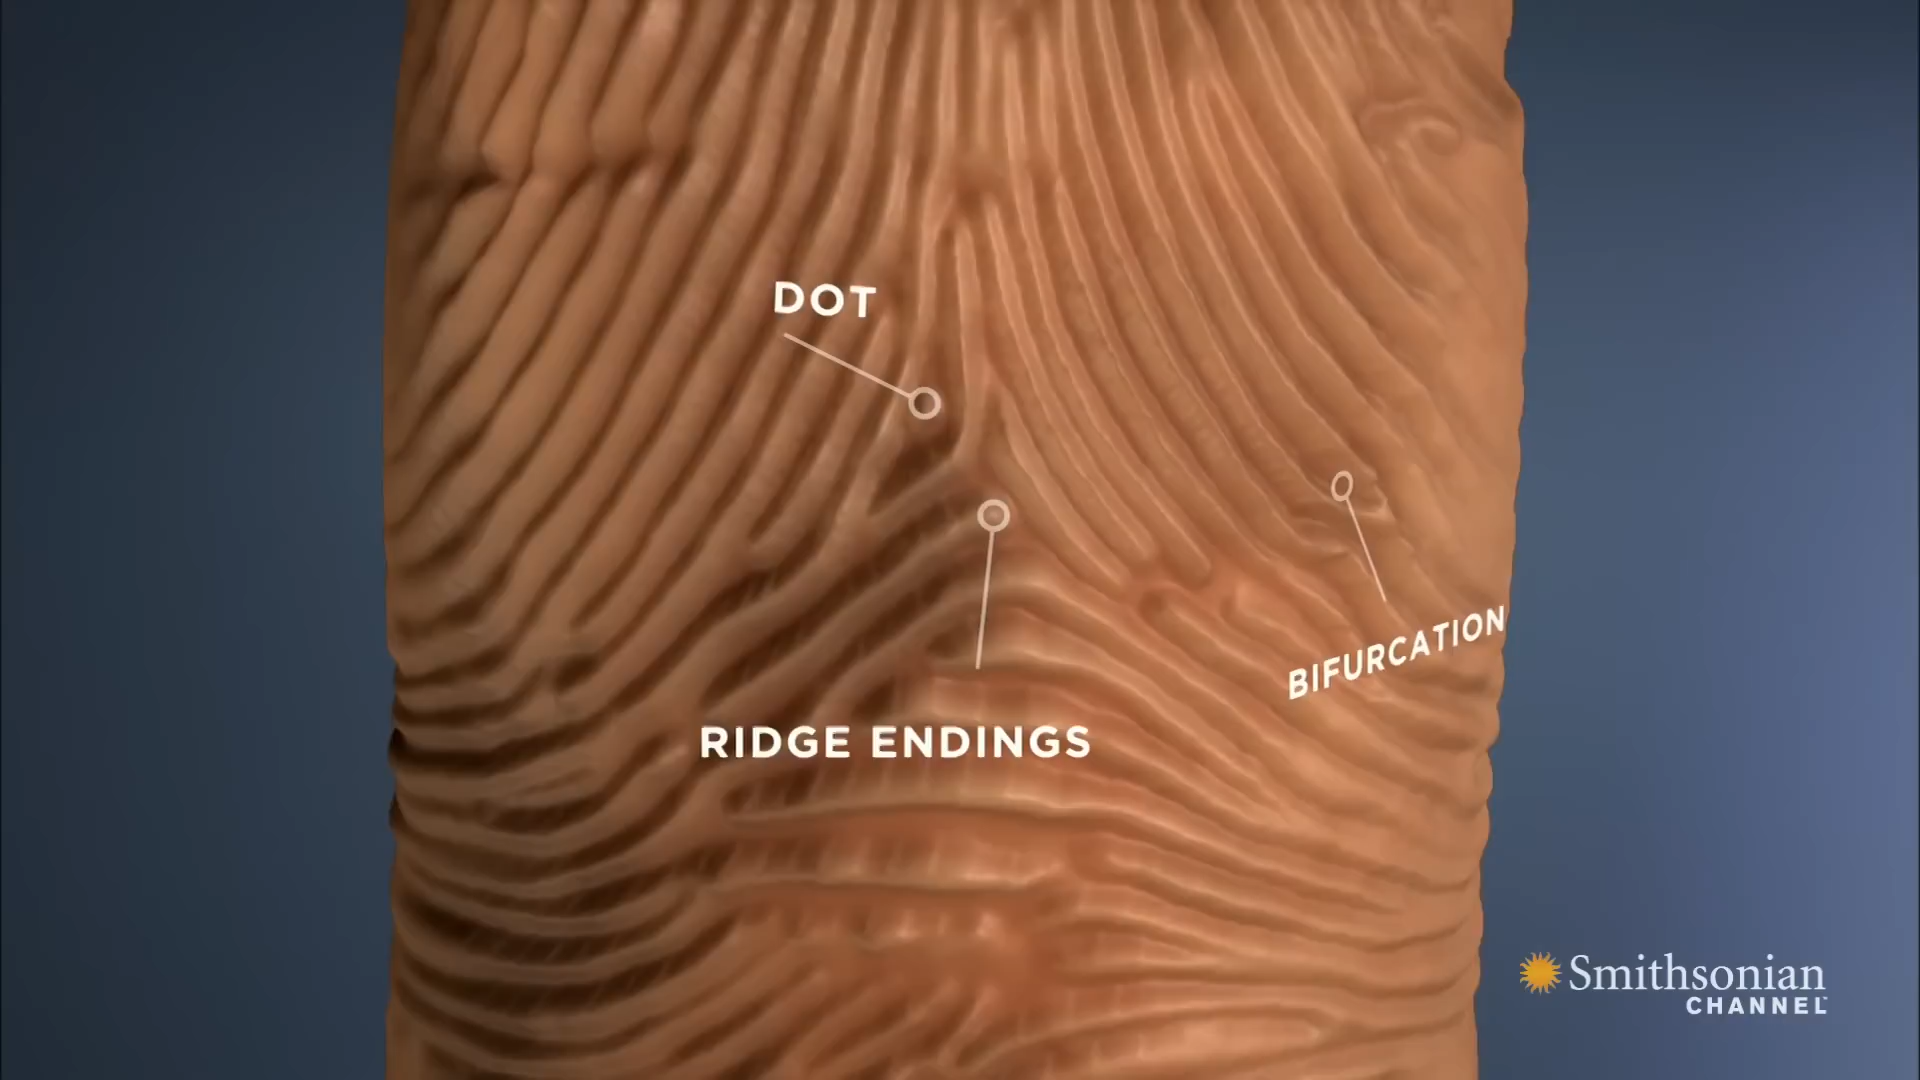 DOT
BIFURCATION
RIDGE ENDINGS
Smithsonian
CHANNEL